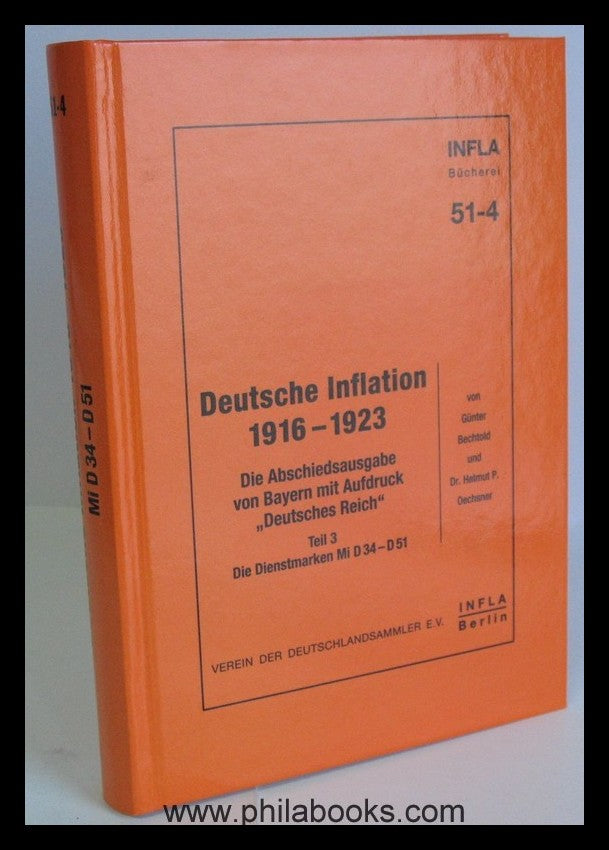 1-4
Mi D 34 – D 51
INFLA
Bücherei
51-4
Deutsche Inflation
1916 – 1923
Die Abschiedsausgabe
von Bayern mit Aufdruck
„Deutsches Reich“
Teil 3
Die Dienstmarken Mi D 34 – D 51
von
Günter
Bechtold
und
Dr. Helmut P.
Oechsner
VEREIN DER DEUTSCHLANDSAMMLER E.V.
INFLA
Berlin
www.philabooks.com